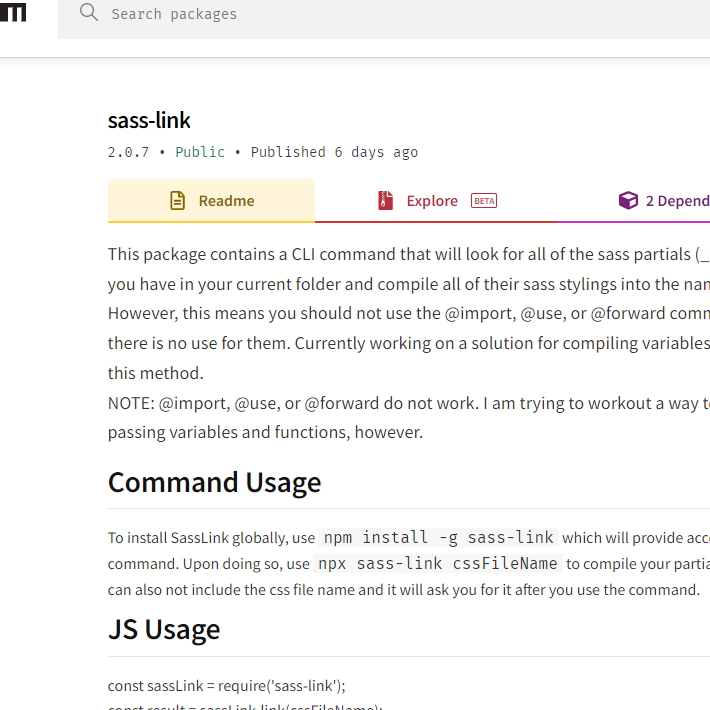 Search packages
sass-link
2.0.7 • Public • Published 6 days ago
Readme
Explore BETA
2 Depend
This package contains a CLI command that will look for all of the sass partials (_
you have in your current folder and compile all of their sass stylings into the
However, this means you should not use the @import, @use, or @forward
there is no use for them. Currently working on a solution for compiling variables
this method.
NOTE: @import, @use, or @forward do not work. I am trying to workout a way
passing variables and functions, however.
Command Usage
To install SassLink globally, use npm install -g sass-link which will provide
command. Upon doing so, use npx sass-link cssFileName to compile your
can also not include the css file name and it will ask you for it after you use the command.
JS Usage
const sassLink = require('sass-link');
const result = sassLink.link(cssFileName);